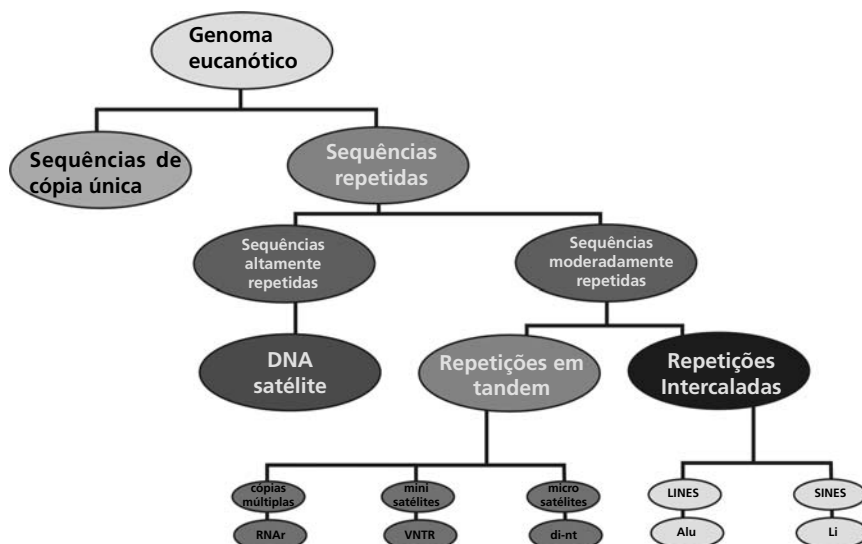 Genoma
eucanótico
Sequências de
cópia única
Sequências
repetidas
Sequências
altamente
repetidas
Sequências
moderadamente
repetidas
DNA
satélite
Repetições em
tandem
Repetições
Intercaladas
cópias
múltiplas
mini
satélites
micro
satélites
LINES
SINES
RNAr
VNTR
di-nt
Alu
Li